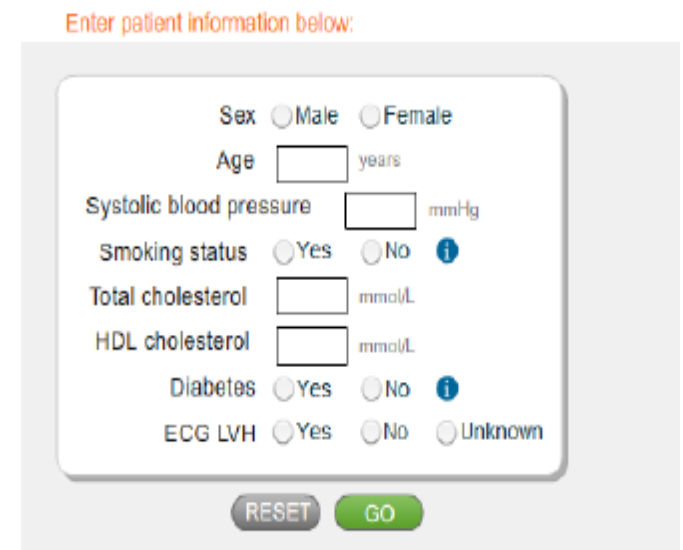 Enter patient information below:
Sex Male Female
Age years
Systolic blood pressure mmHg
Smoking status Yes No i
Total cholesterol mmol/L
HDL cholesterol mmol/L
Diabetes Yes No i
ECG LVH Yes No Unknown
RESET GO